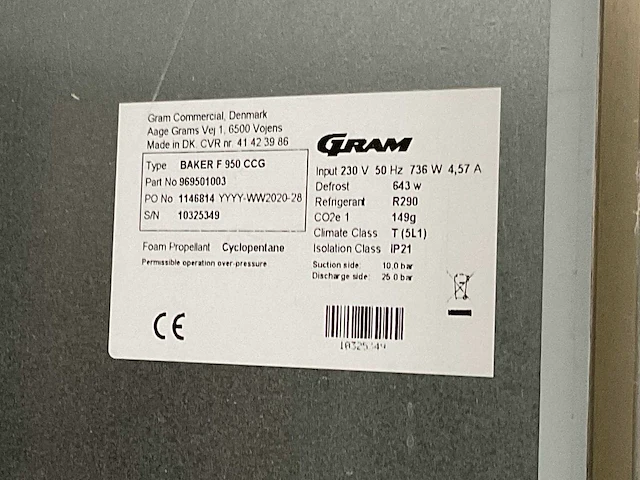 Gram Commercial, Denmark
Aage Grams Vej 1, 6500 Vojens
Made in DK. CVR nr. 41 42 39 86
GRAM
Type BAKER F 950 CCG
Part No 969501003
PO No 1146814 YYYY-WW2020-28
S/N 10325349
Input 230 V 50 Hz 736 W 4,57 A
Defrost 643 w
Refrigerant R290
CO2e 1 149g
Climate Class T (5L1)
Isolation Class IP21
Foam Propellant Cyclopentane
Permissible operation over-pressure
Suction side: 10.0 bar
Discharge side: 25.0 bar
CE
10325349